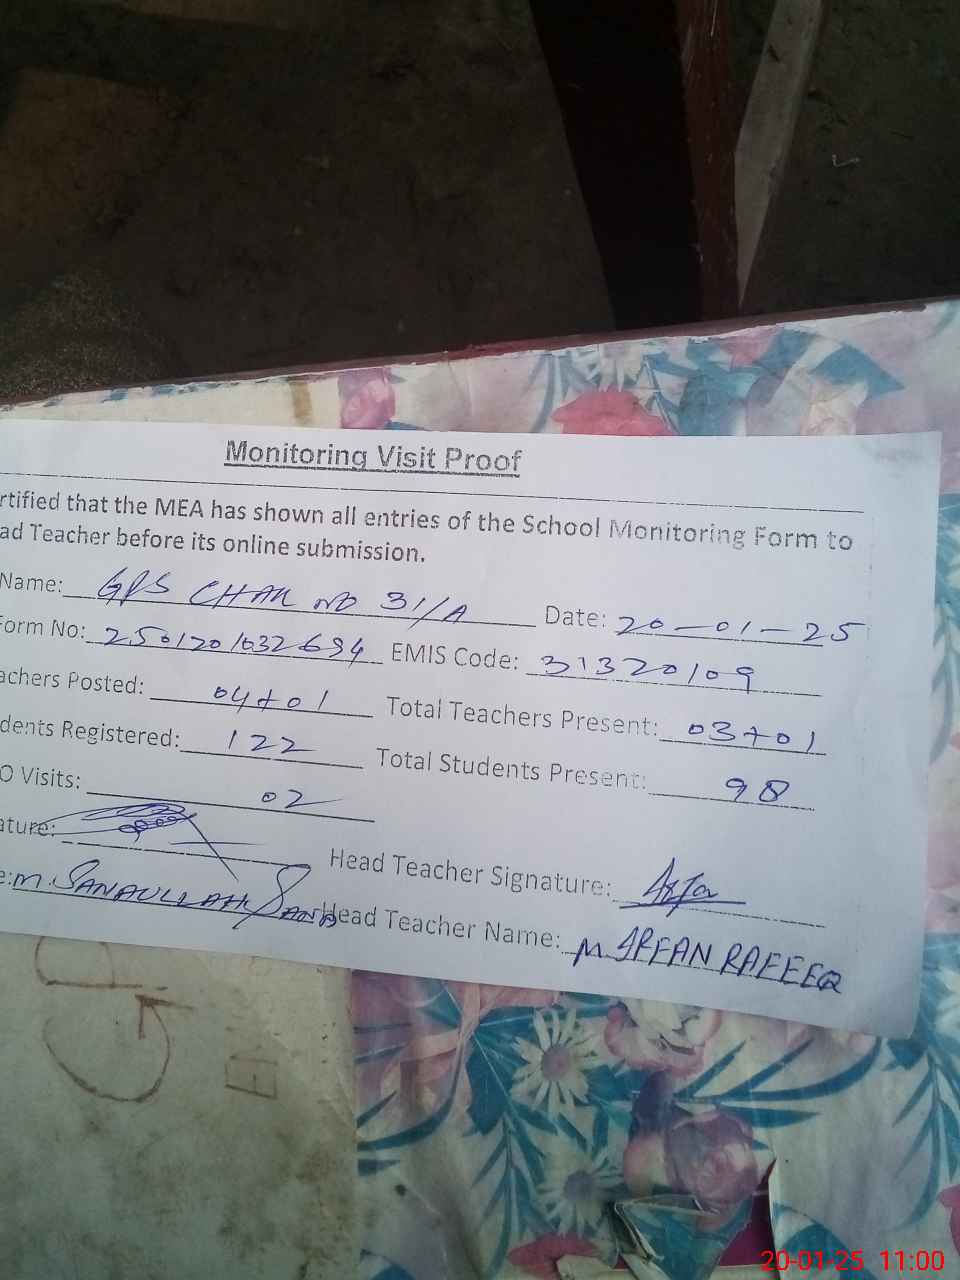 Monitoring Visit Proof
rtified that the MEA has shown all entries of the School Monitoring Form to
ad Teacher before its online submission.
Name: GPS CHAK NO 31/A Date: 20-01-25
Form No: 2501201032694 EMIS Code: 31320109
achers Posted: 04+01 Total Teachers Present: 03+01
dents Registered: 122 Total Students Present: 98
O Visits: 02
ature: Head Teacher Signature:
e: M. SANAULLAH Head Teacher Name: M IRFAN RAFEEQ
20-01-25 11:00